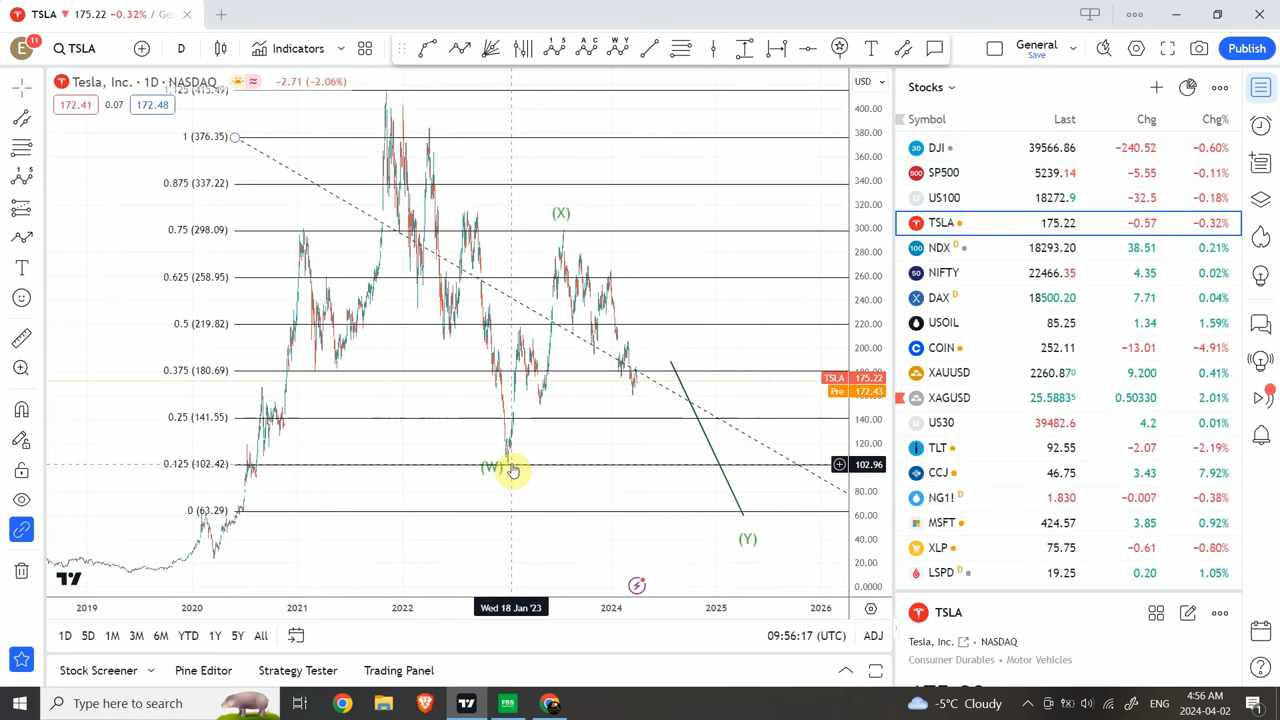 TSLA ▼ 175.22 −0.32% / Ge
E 11 TSLA D Indicators General Save Publish
Tesla, Inc. · 1D · NASDAQ −2.71 (−2.06%) USD
172.41 0.07 172.48
1.125 (415.49)
1 (376.35)
0.875 (337.22)
0.75 (298.09)
0.625 (258.95)
0.5 (219.82)
0.375 (180.69)
0.25 (141.55)
0.125 (102.42)
0 (63.29)
(X)
(W)
(Y)
400.00
380.00
360.00
340.00
320.00
300.00
280.00
260.00
240.00
220.00
200.00
180.00
TSLA 175.22
Pre 172.43
140.00
120.00
102.96
80.00
60.00
40.00
20.00
0.0000
2019 2020 2021 2022 Wed 18 Jan '23 2024 2025 2026
1D 5D 1M 3M 6M YTD 1Y 5Y All 09:56:17 (UTC) ADJ
Stock Screener Pine Editor Strategy Tester Trading Panel
Stocks
Symbol Last Chg Chg%
DJI 39566.86 −240.52 −0.60%
SP500 5239.14 −5.55 −0.11%
US100 18272.9 −32.5 −0.18%
TSLA 175.22 −0.57 −0.32%
NDX D 18293.20 38.51 0.21%
NIFTY 22466.35 4.35 0.02%
DAX D 18500.20 7.71 0.04%
USOIL 85.25 1.34 1.59%
COIN 252.11 −13.01 −4.91%
XAUUSD 2260.870 9.200 0.41%
XAGUSD 25.58835 0.50330 2.01%
US30 39482.6 4.2 0.01%
TLT 92.55 −2.07 −2.19%
CCJ 46.75 3.43 7.92%
NG1! D 1.830 −0.007 −0.38%
MSFT 424.57 3.85 0.92%
XLP 75.75 −0.61 −0.80%
LSPD D 19.25 0.20 1.05%
TSLA
Tesla, Inc. · NASDAQ
Consumer Durables • Motor Vehicles
Type here to search FBS -5°C Cloudy ENG 4:56 AM
2024-04-02